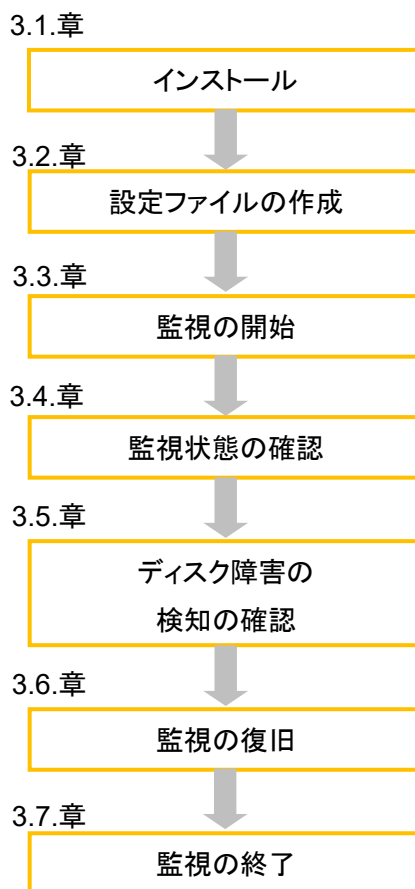 3.1.章
インストール
3.2.章
設定ファイルの作成
3.3.章
監視の開始
3.4.章
監視状態の確認
3.5.章
ディスク障害の
検知の確認
3.6.章
監視の復旧
3.7.章
監視の終了